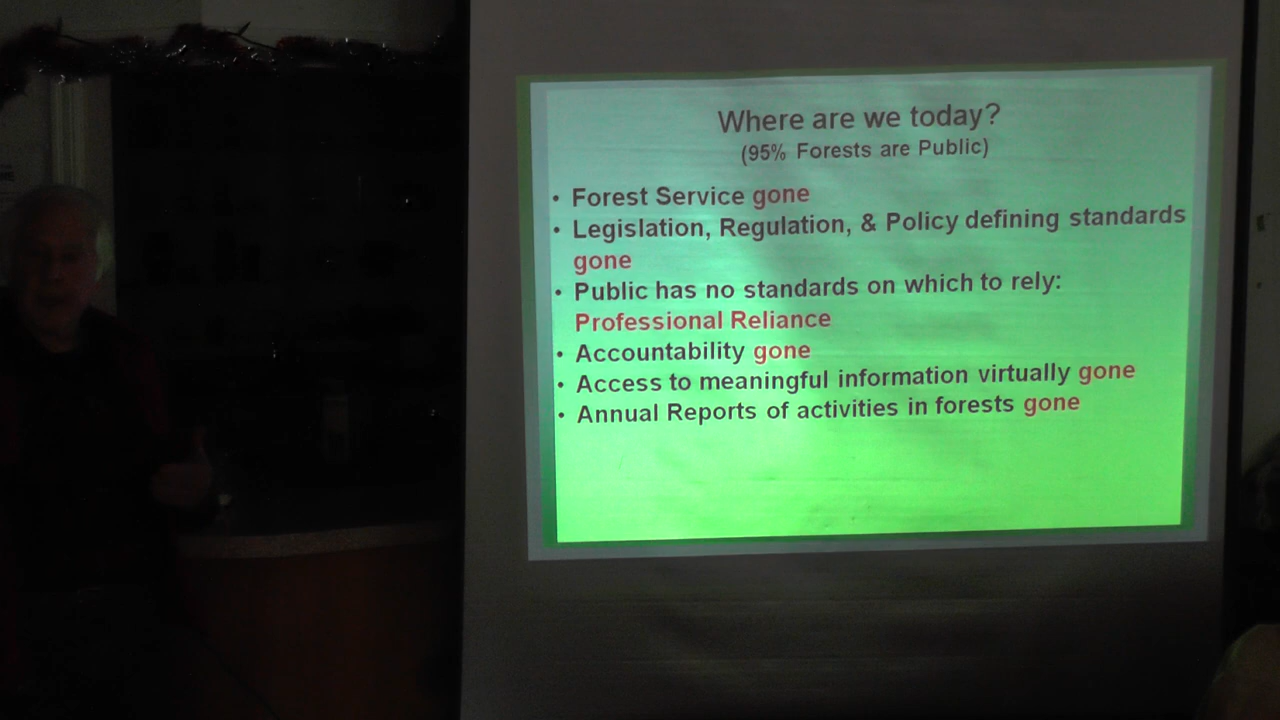 Where are we today?
(95% Forests are Public)
• Forest Service gone
• Legislation, Regulation, & Policy defining standards
gone
• Public has no standards on which to rely:
Professional Reliance
• Accountability gone
• Access to meaningful information virtually gone
• Annual Reports of activities in forests gone